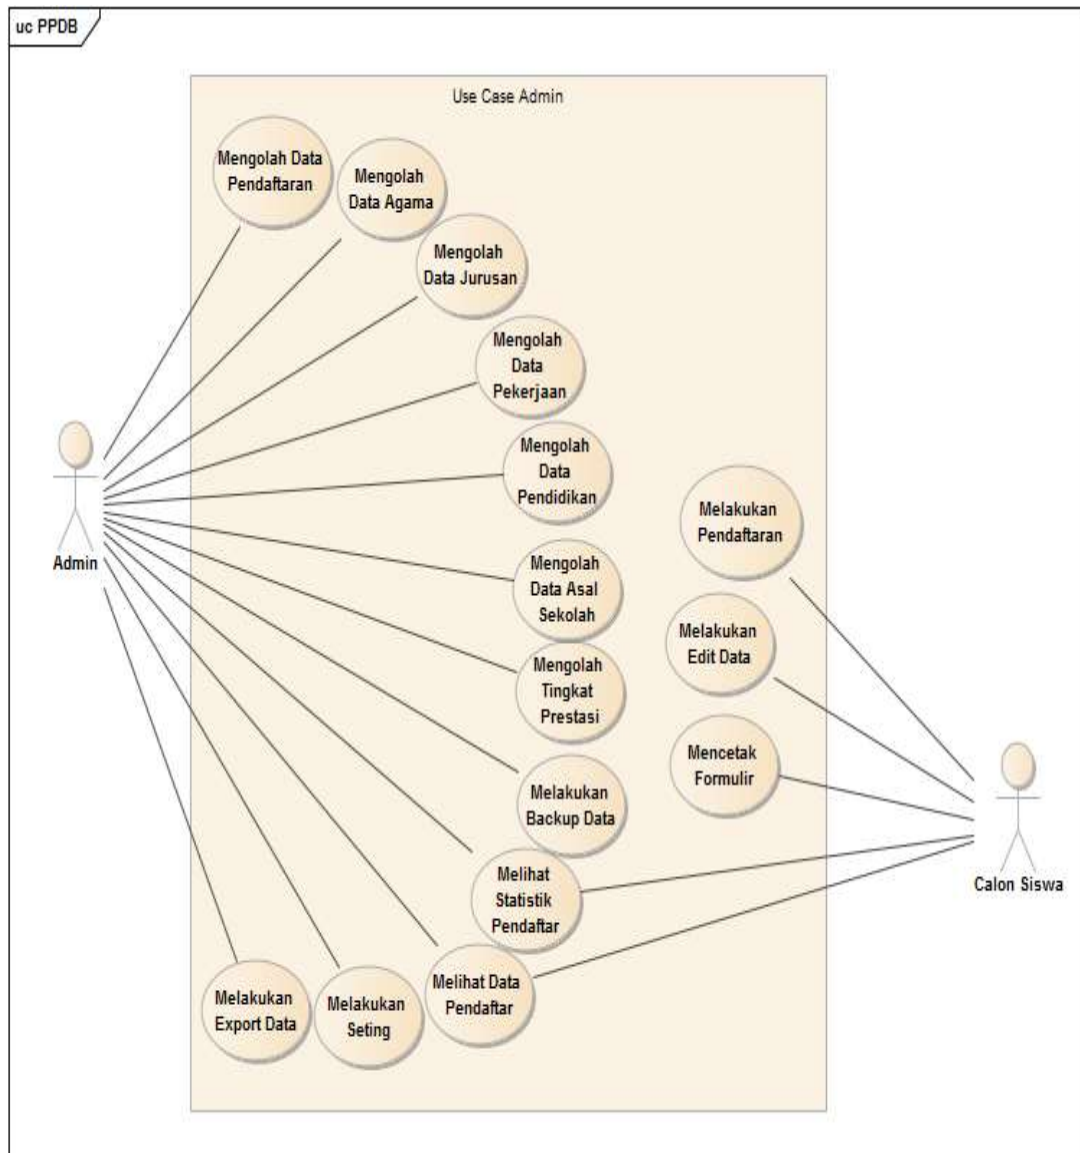 uc PPDB
Use Case Admin
Mengolah Data
Pendaftaran
Mengolah
Data Agama
Mengolah
Data Jurusan
Mengolah
Data
Pekerjaan
Mengolah
Data
Pendidikan
Mengolah
Data Asal
Sekolah
Mengolah
Tingkat
Prestasi
Melakukan
Backup Data
Melihat
Statistik
Pendaftar
Melihat Data
Pendaftar
Melakukan
Seting
Melakukan
Export Data
Admin
Melakukan
Pendaftaran
Melakukan
Edit Data
Mencetak
Formulir
Calon Siswa